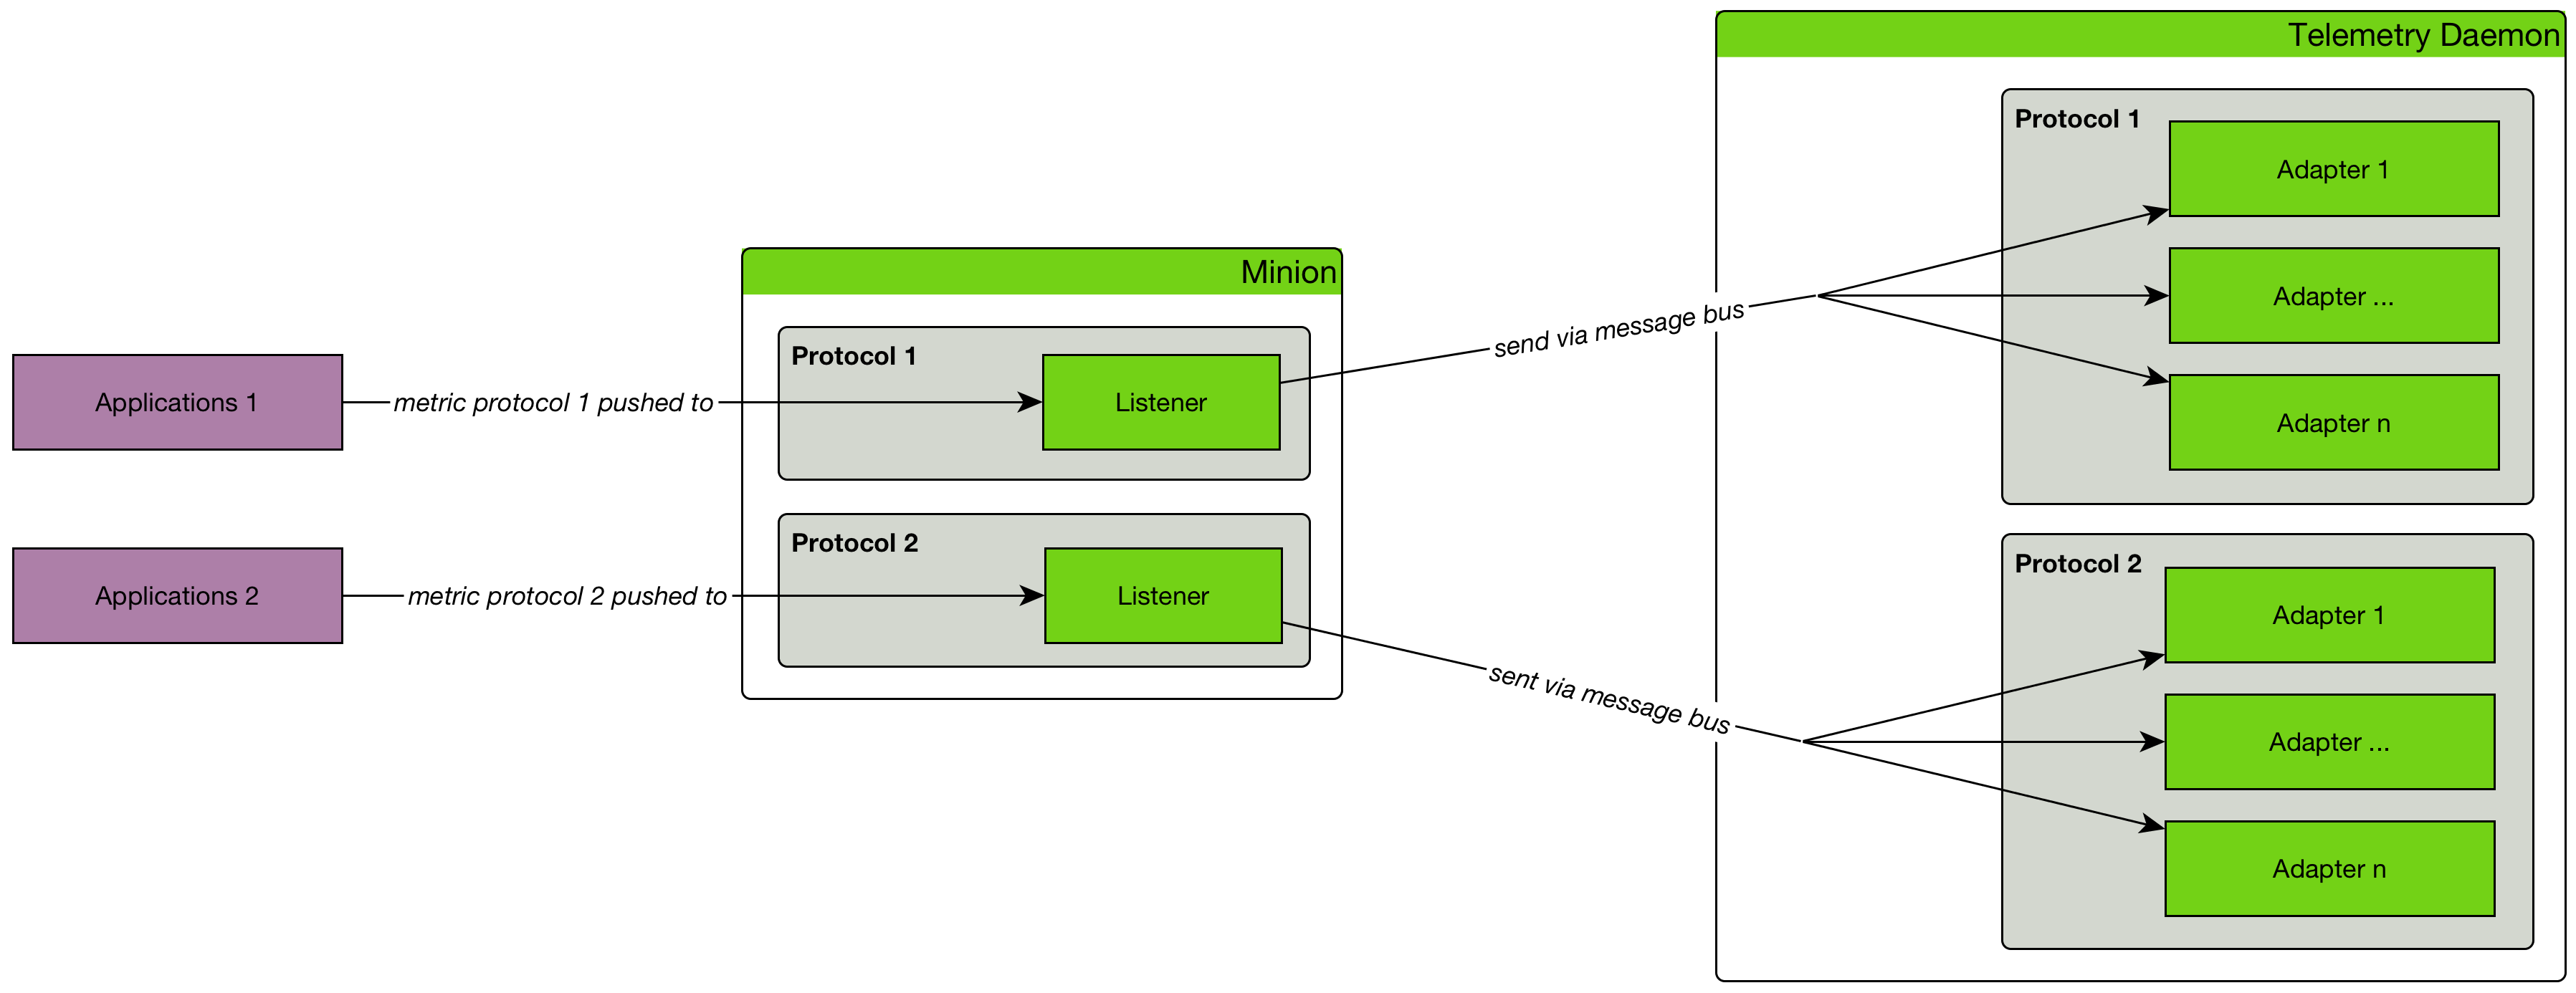 Telemetry Daemon
Protocol 1
Adapter 1
Adapter ...
Adapter n
Minion
Protocol 1
Listener
Applications 1
metric protocol 1 pushed to
send via message bus
Protocol 2
Listener
Applications 2
metric protocol 2 pushed to
sent via message bus
Protocol 2
Adapter 1
Adapter ...
Adapter n